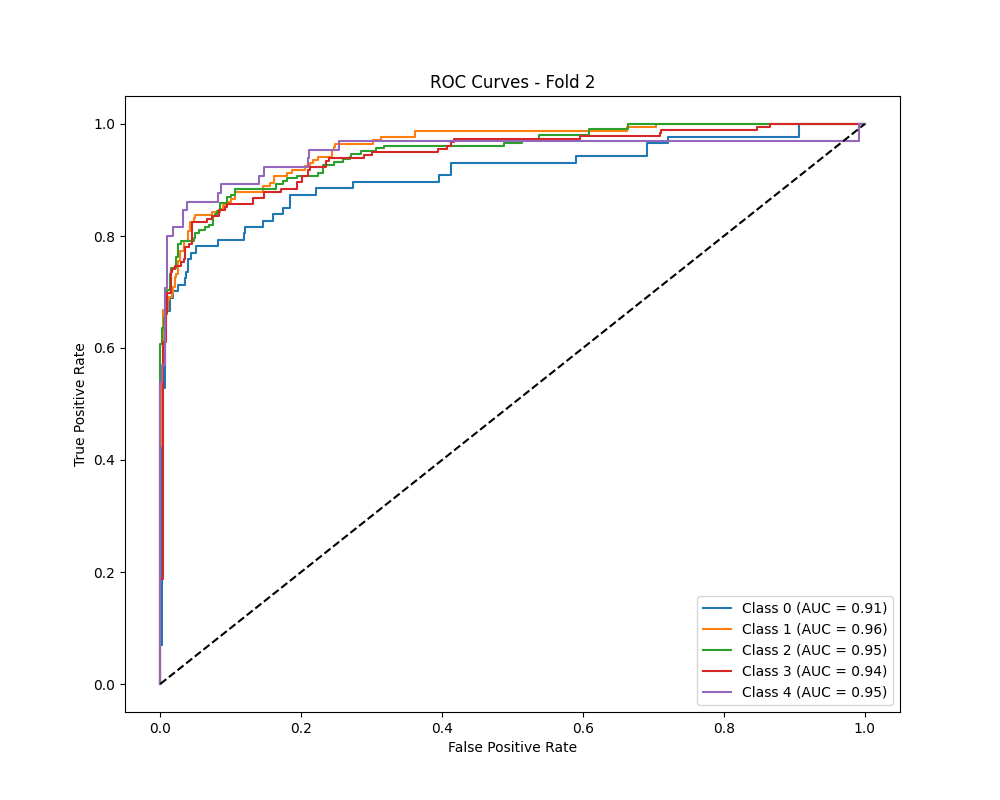 ROC Curves - Fold 2
True Positive Rate
1.0
0.8
0.6
0.4
0.2
0.0
0.0 0.2 0.4 0.6 0.8 1.0
False Positive Rate
Class 0 (AUC = 0.91)
Class 1 (AUC = 0.96)
Class 2 (AUC = 0.95)
Class 3 (AUC = 0.94)
Class 4 (AUC = 0.95)